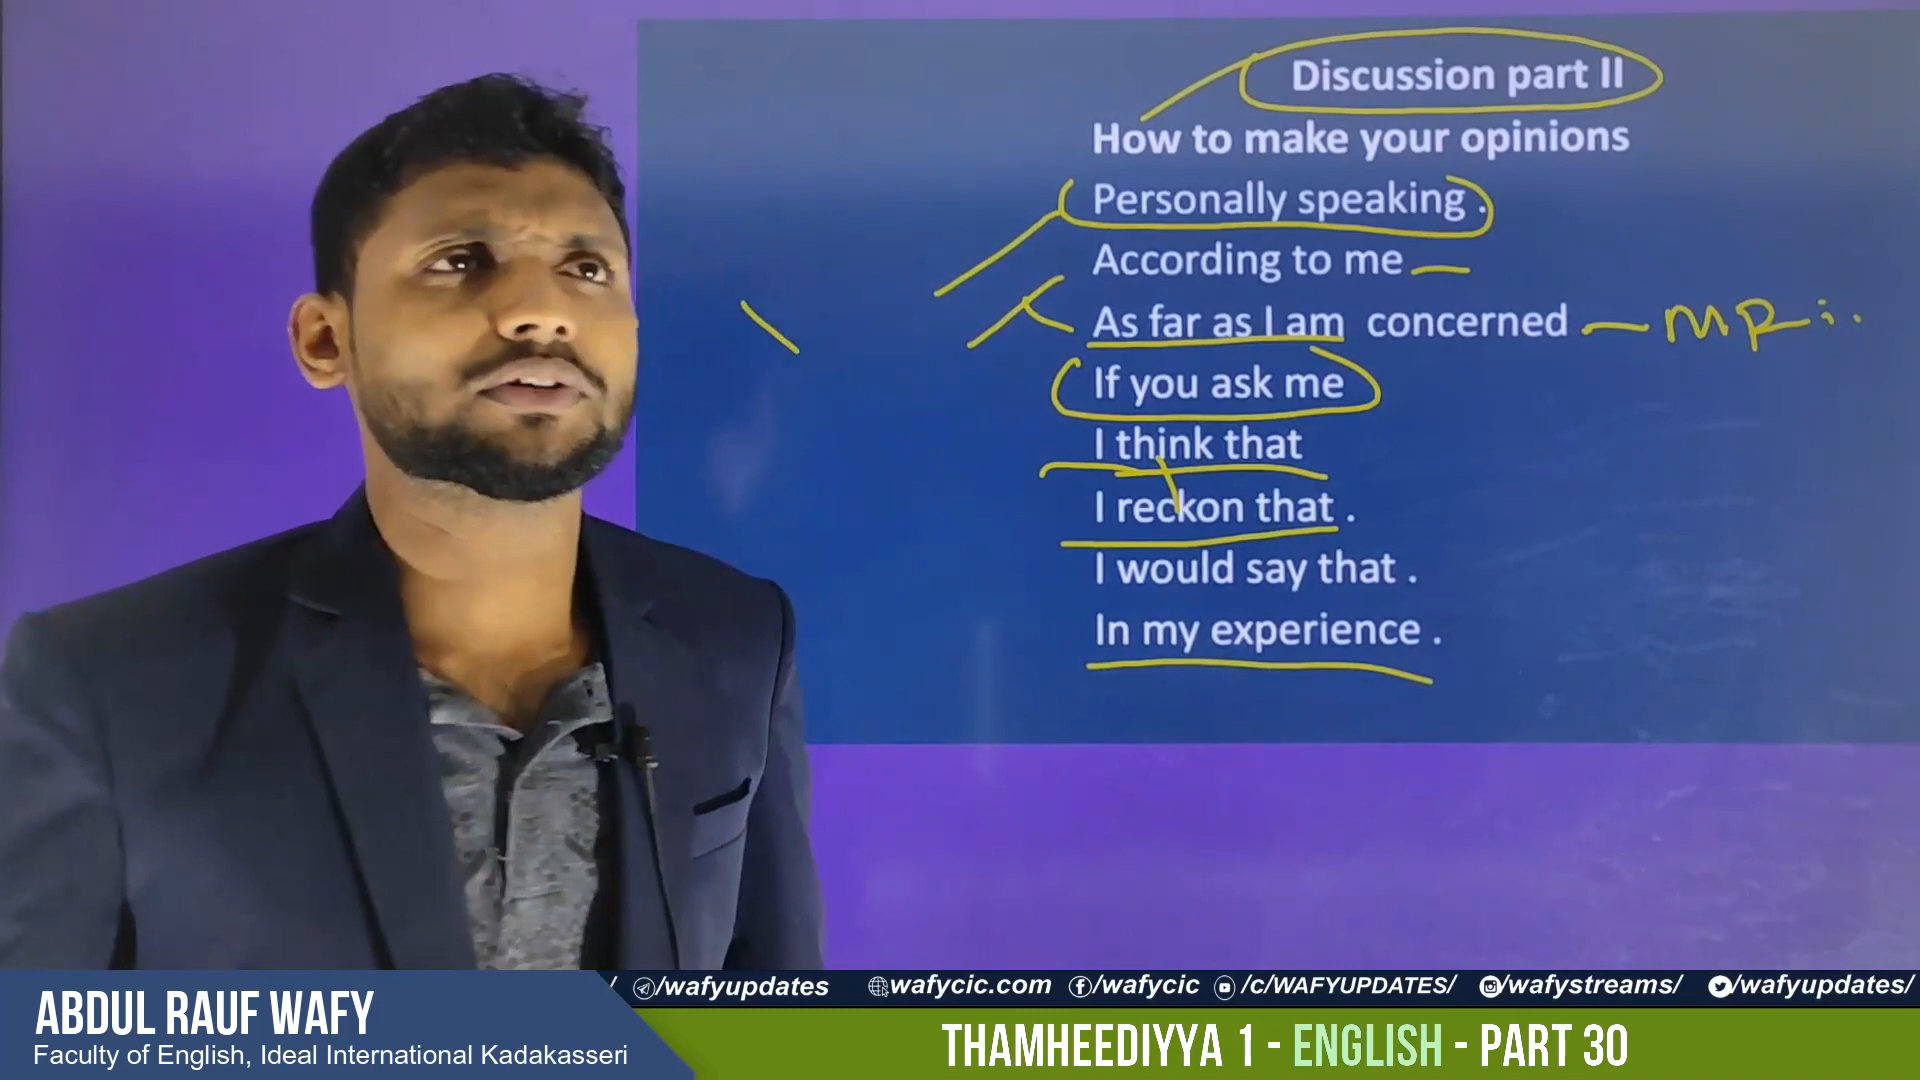 Discussion part II
How to make your opinions
Personally speaking .
According to me
As far as I am concerned — MR
If you ask me
I think that
I reckon that .
I would say that .
In my experience .
/ /wafyupdates wafycic.com /wafycic /c/WAFYUPDATES/ /wafystreams/ /wafyupdates/
ABDUL RAUF WAFY
Faculty of English, Ideal International Kadakasseri
THAMHEEDIYYA 1 - ENGLISH - PART 30